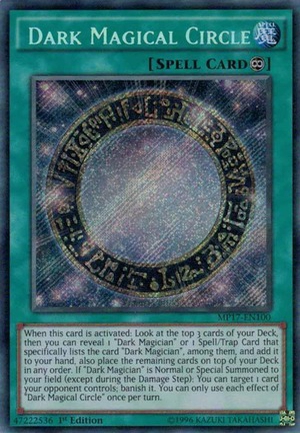 DARK MAGICAL CIRCLE
魔
[SPELL CARD]
MP17-EN100
When this card is activated: Look at the top 3 cards of your Deck,
then you can reveal 1 "Dark Magician" or 1 Spell/Trap Card that
specifically lists the card "Dark Magician", among them, and add it
to your hand, also place the remaining cards on top of your Deck in
any order. If "Dark Magician" is Normal or Special Summoned to
your field (except during the Damage Step): You can target 1
card your opponent controls; banish it. You can only use each effect
of "Dark Magical Circle" once per turn.
47222536
1st Edition
©1996 KAZUKI TAKAHASHI